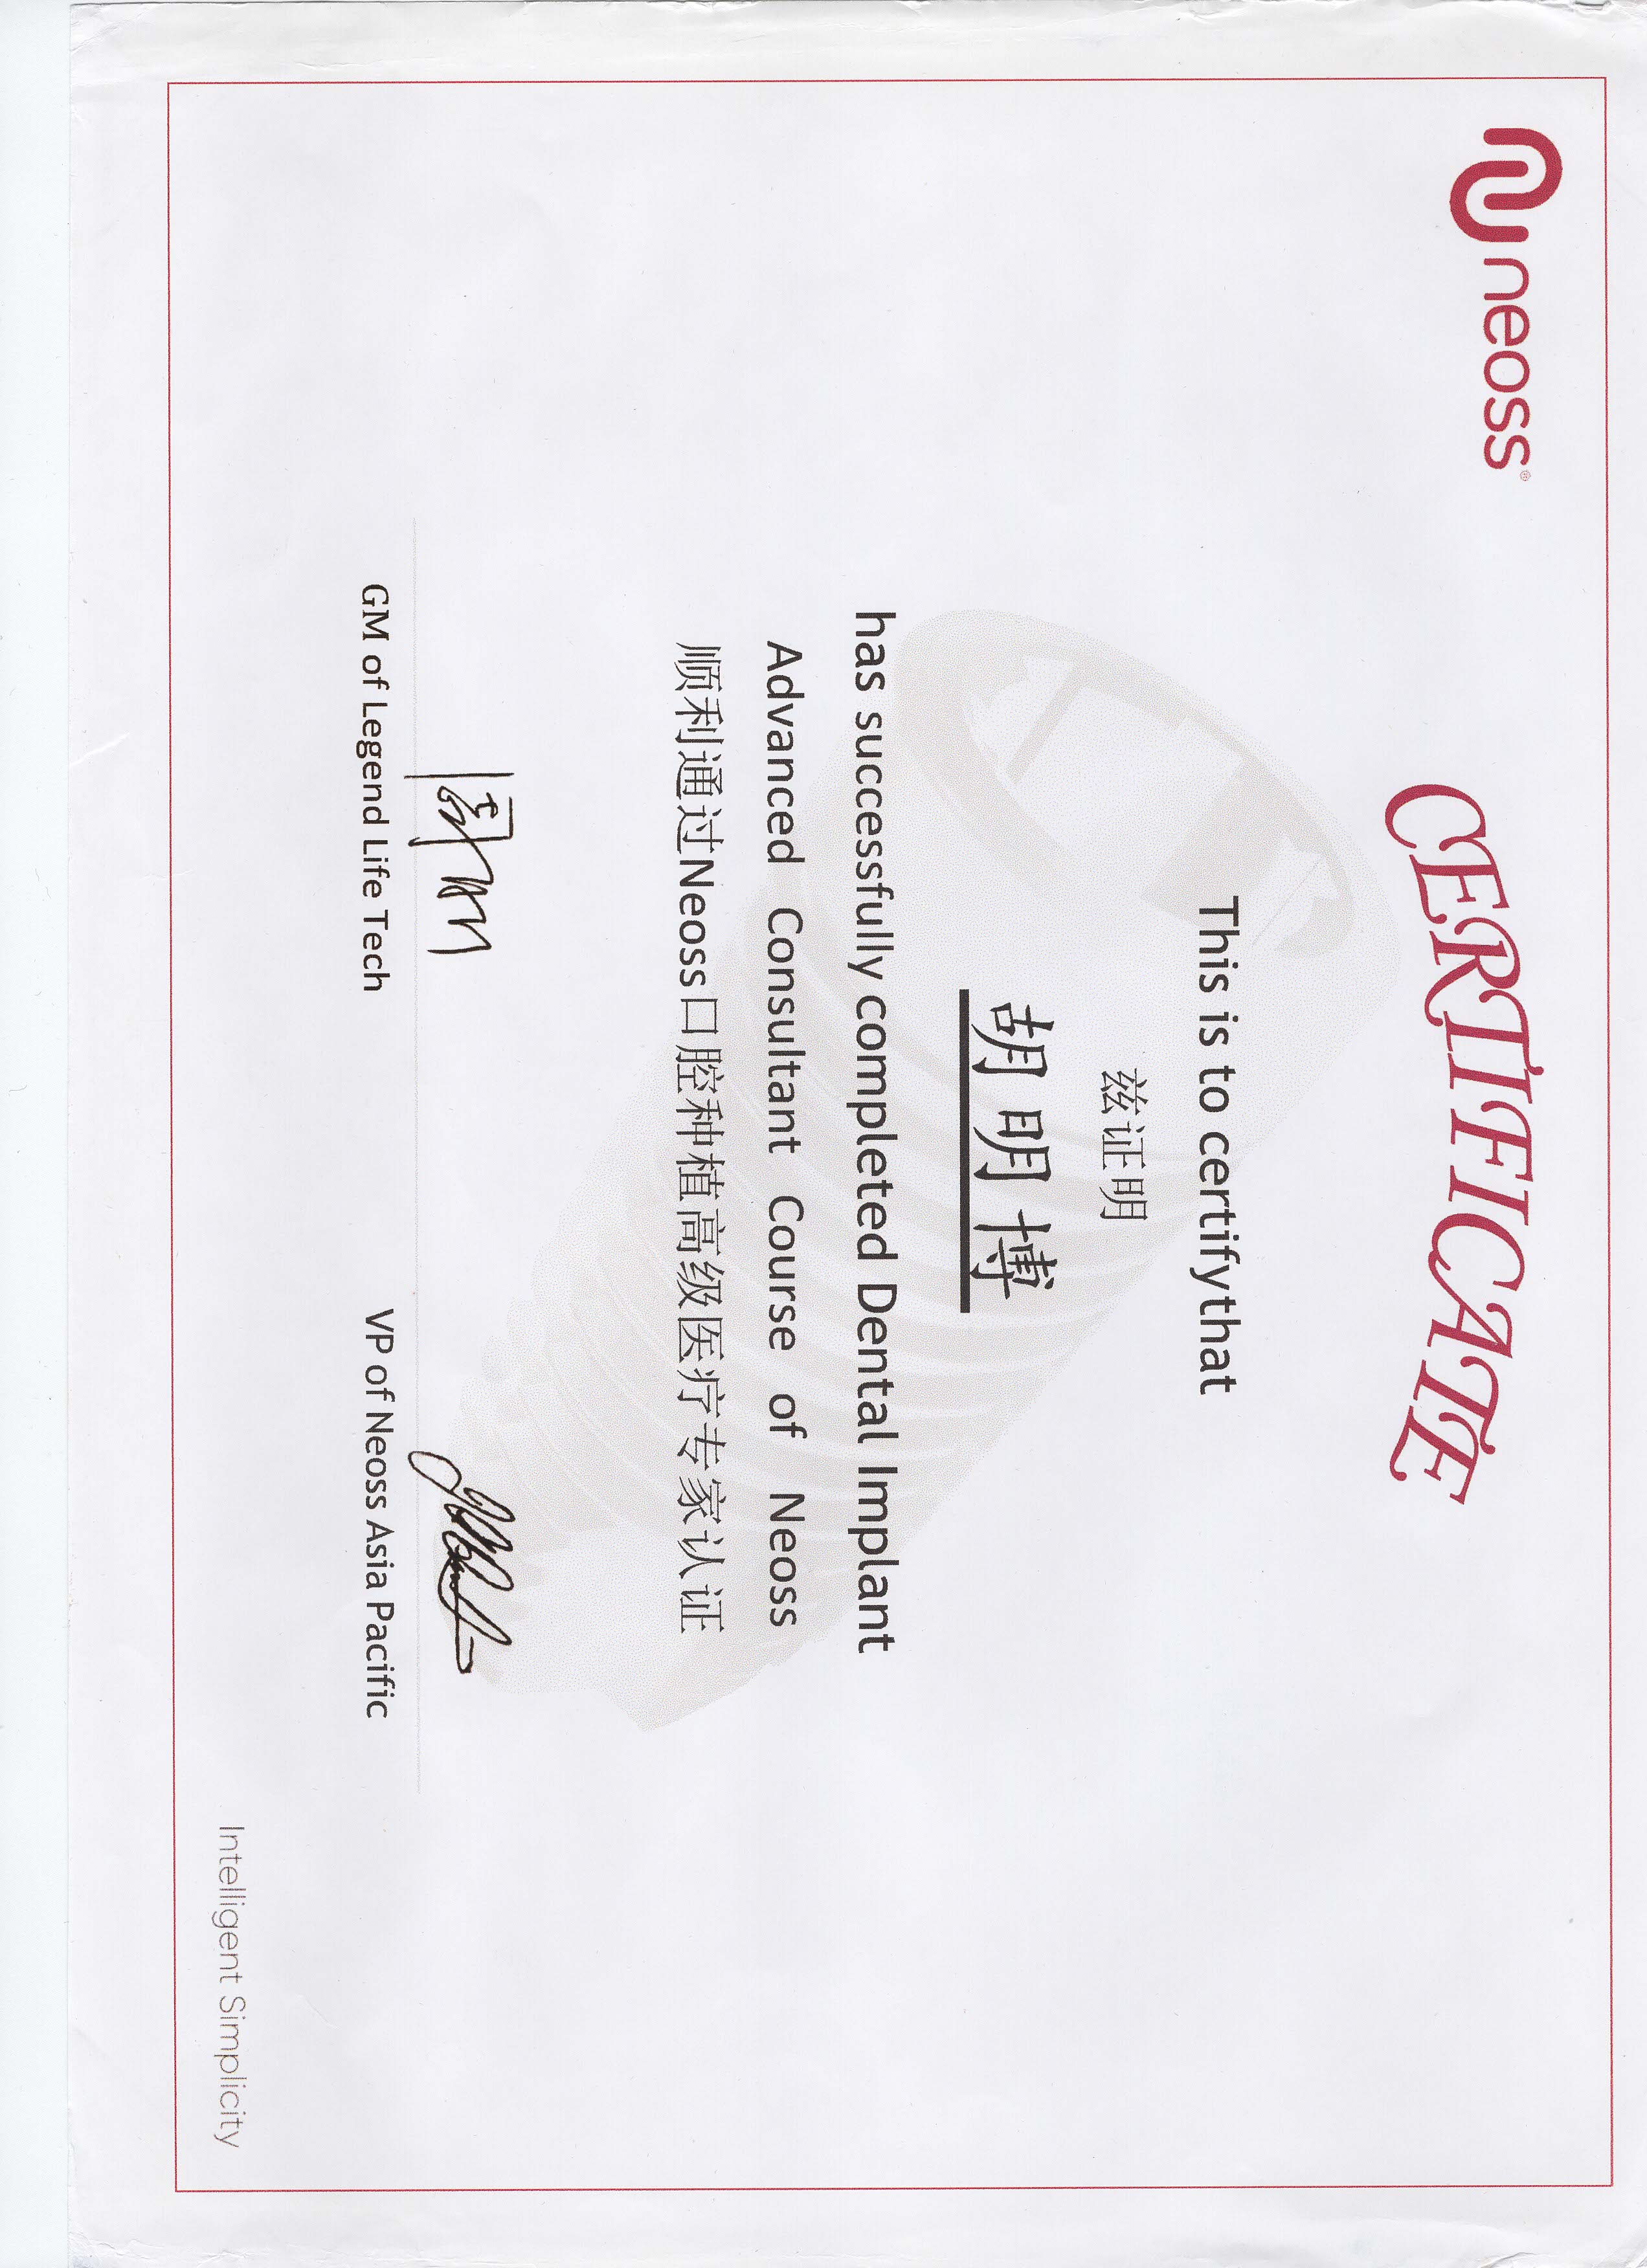 neoss®
CERTIFICATE
This is to certifythat
兹证明
胡明博
has successfully completed Dental Implant
Advanced Consultant Course of Neoss
顺利通过Neoss口腔种植高级医疗专家认证
GM of Legend Life Tech
VP of Neoss Asia Pacific
Intelligent Simplicity